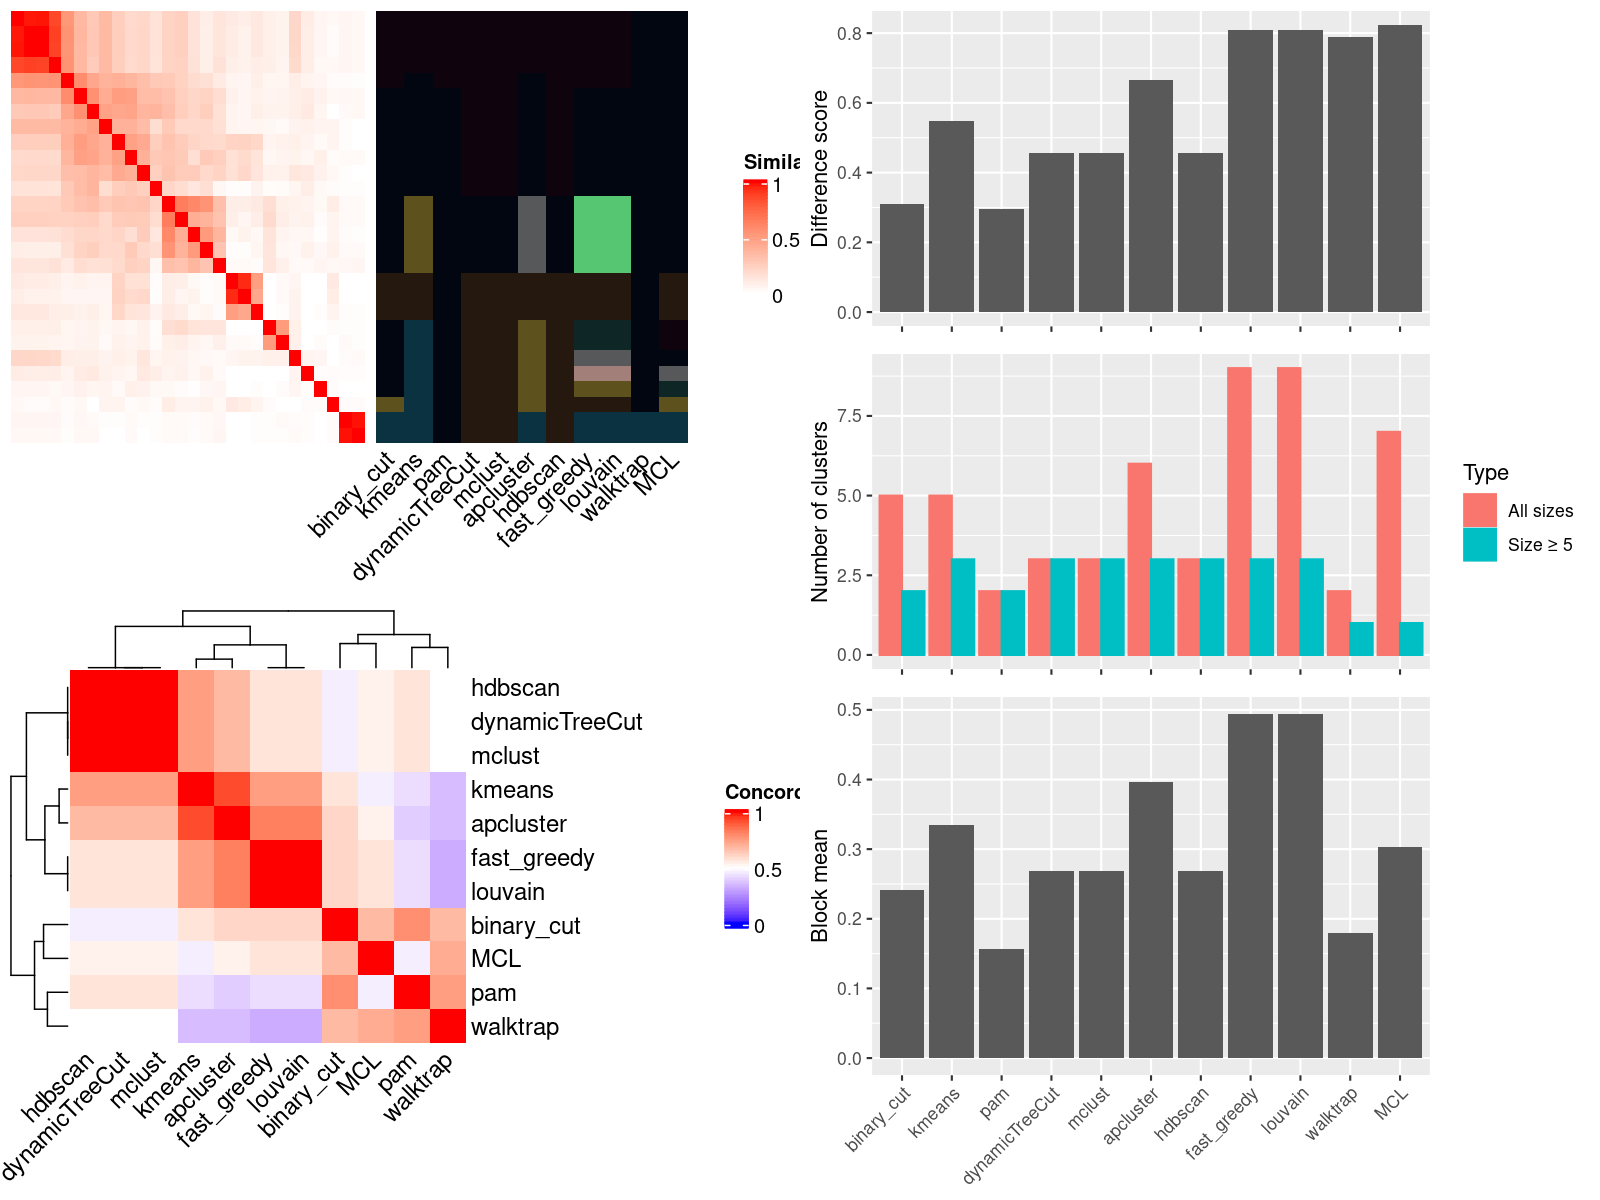 Simila
1
0.5
0
binary_cut
kmeans
pam
dynamicTreeCut
mclust
apcluster
hdbscan
fast_greedy
louvain
walktrap
MCL
hdbscan
dynamicTreeCut
mclust
kmeans
apcluster
fast_greedy
louvain
binary_cut
MCL
pam
walktrap
Concord
1
0.5
0
hdbscan
dynamicTreeCut
mclust
kmeans
apcluster
fast_greedy
louvain
binary_cut
MCL
pam
walktrap
Difference score
0.8
0.6
0.4
0.2
0.0
Number of clusters
7.5
5.0
2.5
0.0
Type
All sizes
Size ≥ 5
Block mean
0.5
0.4
0.3
0.2
0.1
0.0
binary_cut
kmeans
pam
dynamicTreeCut
mclust
apcluster
hdbscan
fast_greedy
louvain
walktrap
MCL